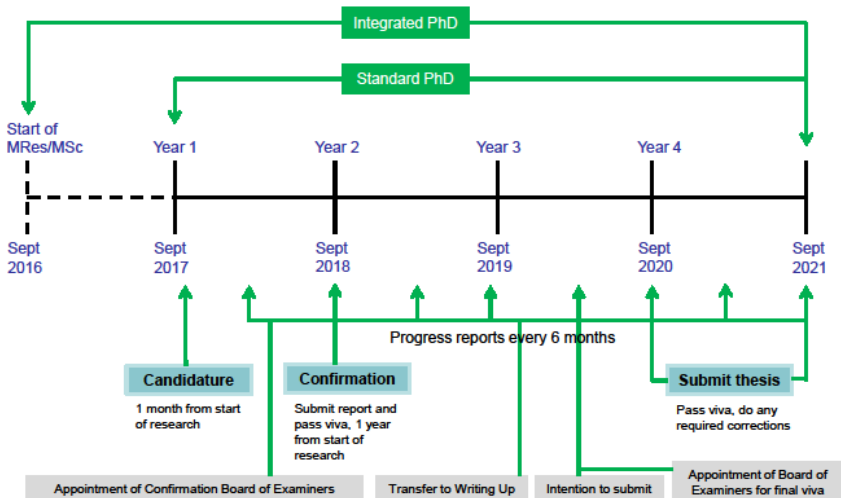 Integrated PhD
Standard PhD
Start of
MRes/MSc
Year 1
Year 2
Year 3
Year 4
Sept
2016
Sept
2017
Sept
2018
Sept
2019
Sept
2020
Sept
2021
Progress reports every 6 months
Candidature
1 month from start
of research
Confirmation
Submit report and
pass viva, 1 year
from start of
research
Submit thesis
Pass viva, do any
required corrections
Appointment of Confirmation Board of Examiners
Transfer to Writing Up
Intention to submit
Appointment of Board of
Examiners for final viva